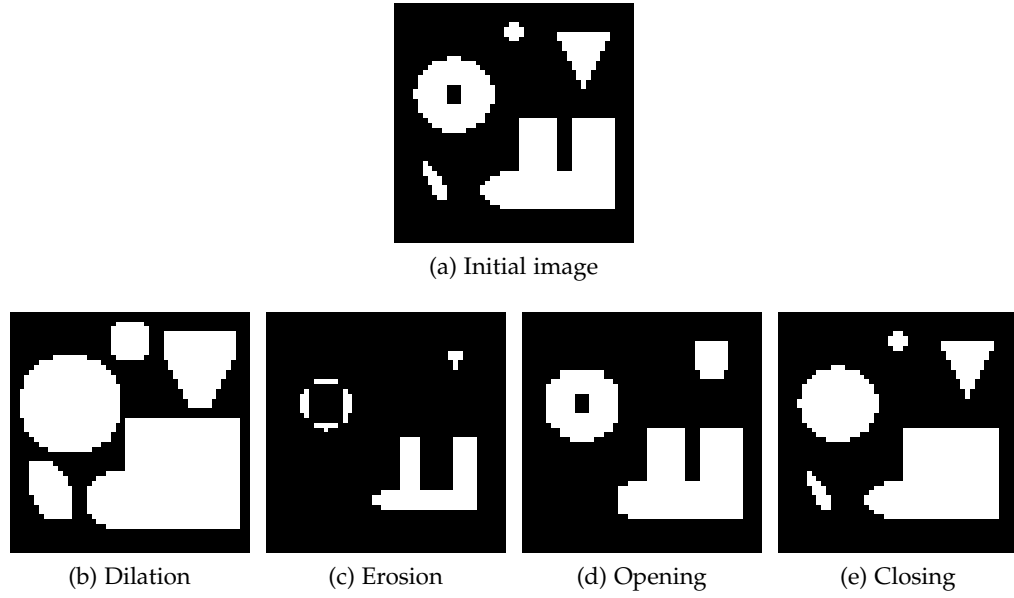 (a) Initial image
(b) Dilation
(c) Erosion
(d) Opening
(e) Closing